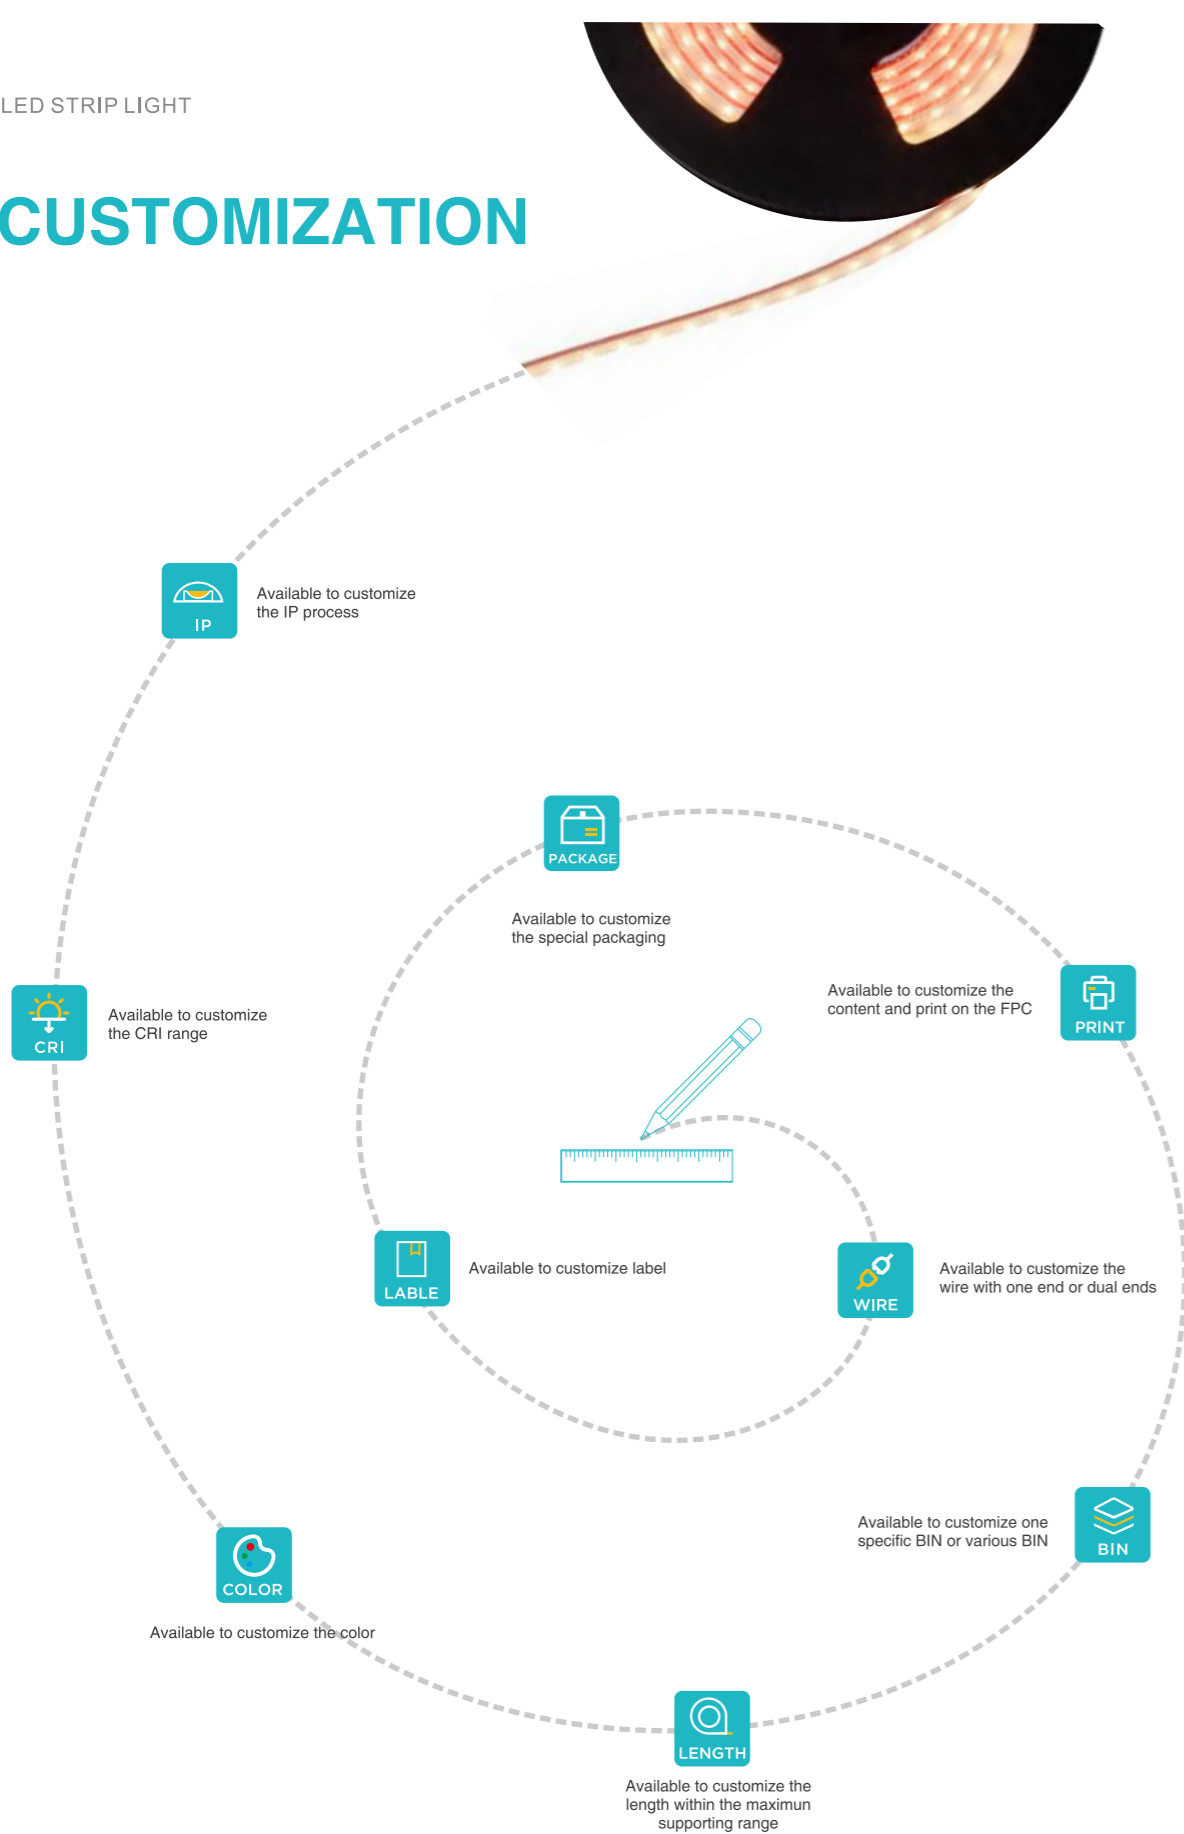 LED STRIP LIGHT
CUSTOMIZATION
IP
Available to customize
the IP process
PACKAGE
Available to customize
the special packaging
PRINT
Available to customize the
content and print on the FPC
CRI
Available to customize
the CRI range
LABLE
Available to customize label
WIRE
Available to customize the
wire with one end or dual ends
BIN
Available to customize one
specific BIN or various BIN
COLOR
Available to customize the color
LENGTH
Available to customize the
length within the maximun
supporting range